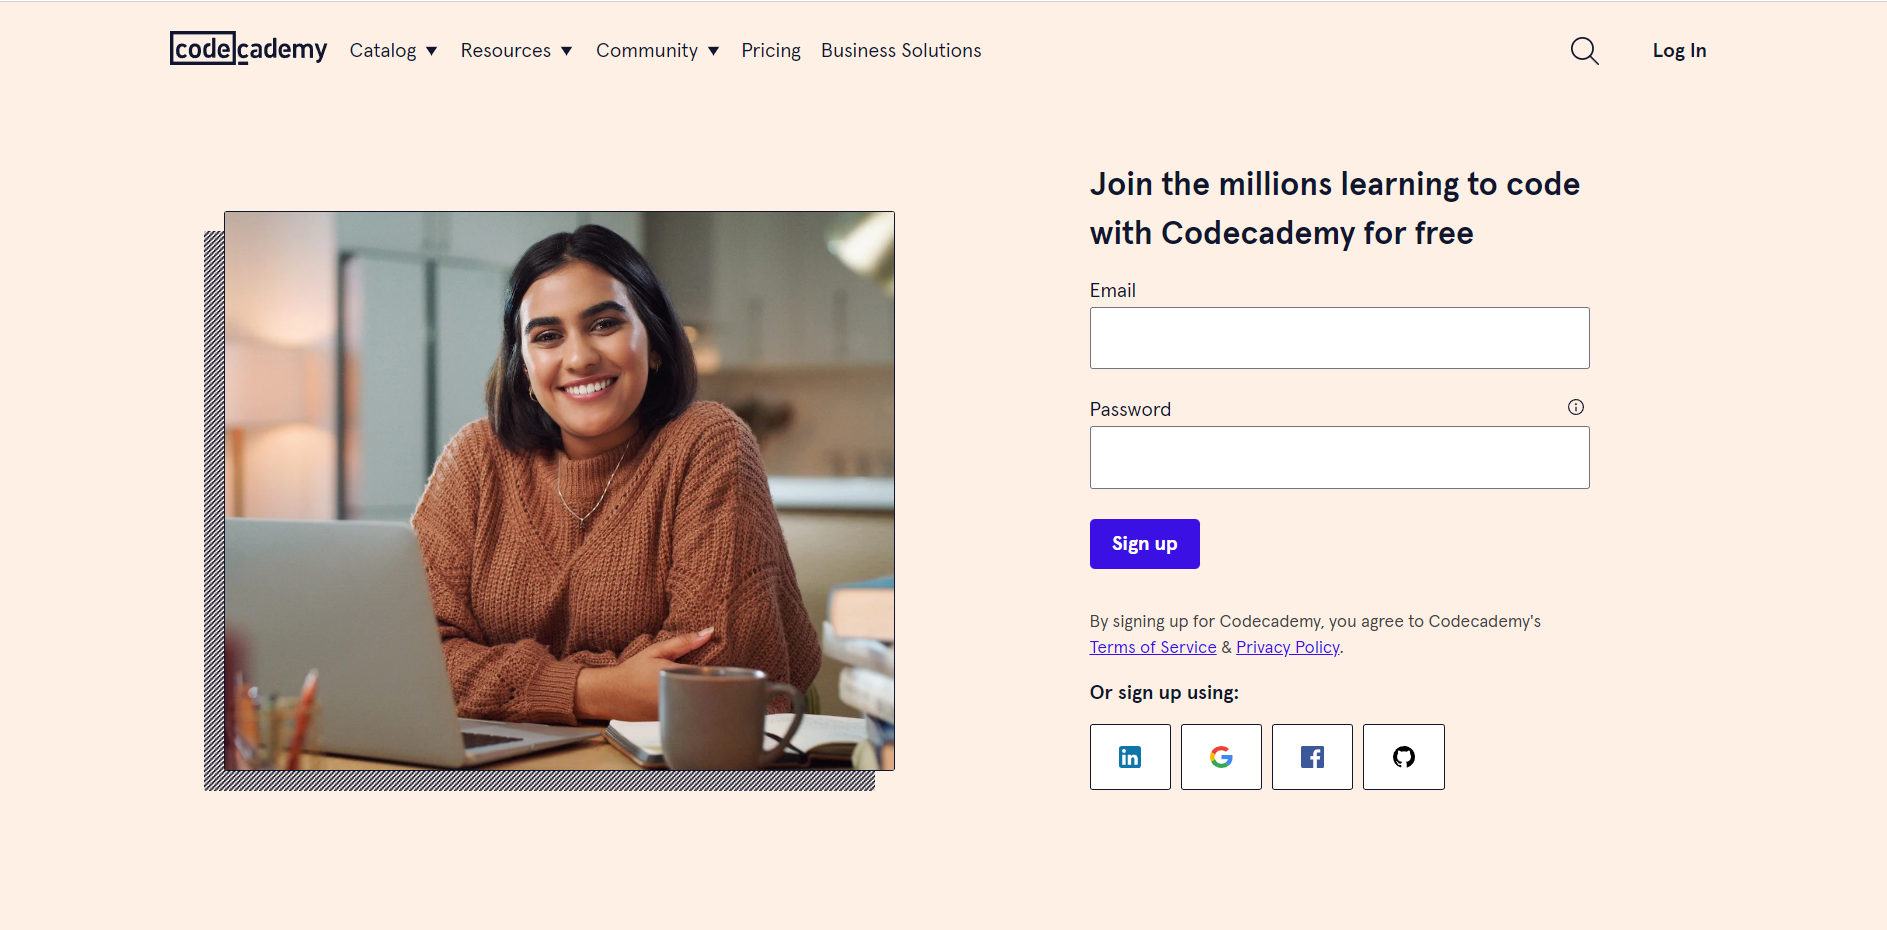 codecademy
Catalog
Resources
Community
Pricing
Business Solutions
Log In
Join the millions learning to code
with Codecademy for free
Email
Password
Sign up
By signing up for Codecademy, you agree to Codecademy's
Terms of Service & Privacy Policy.
Or sign up using:
in
G
f